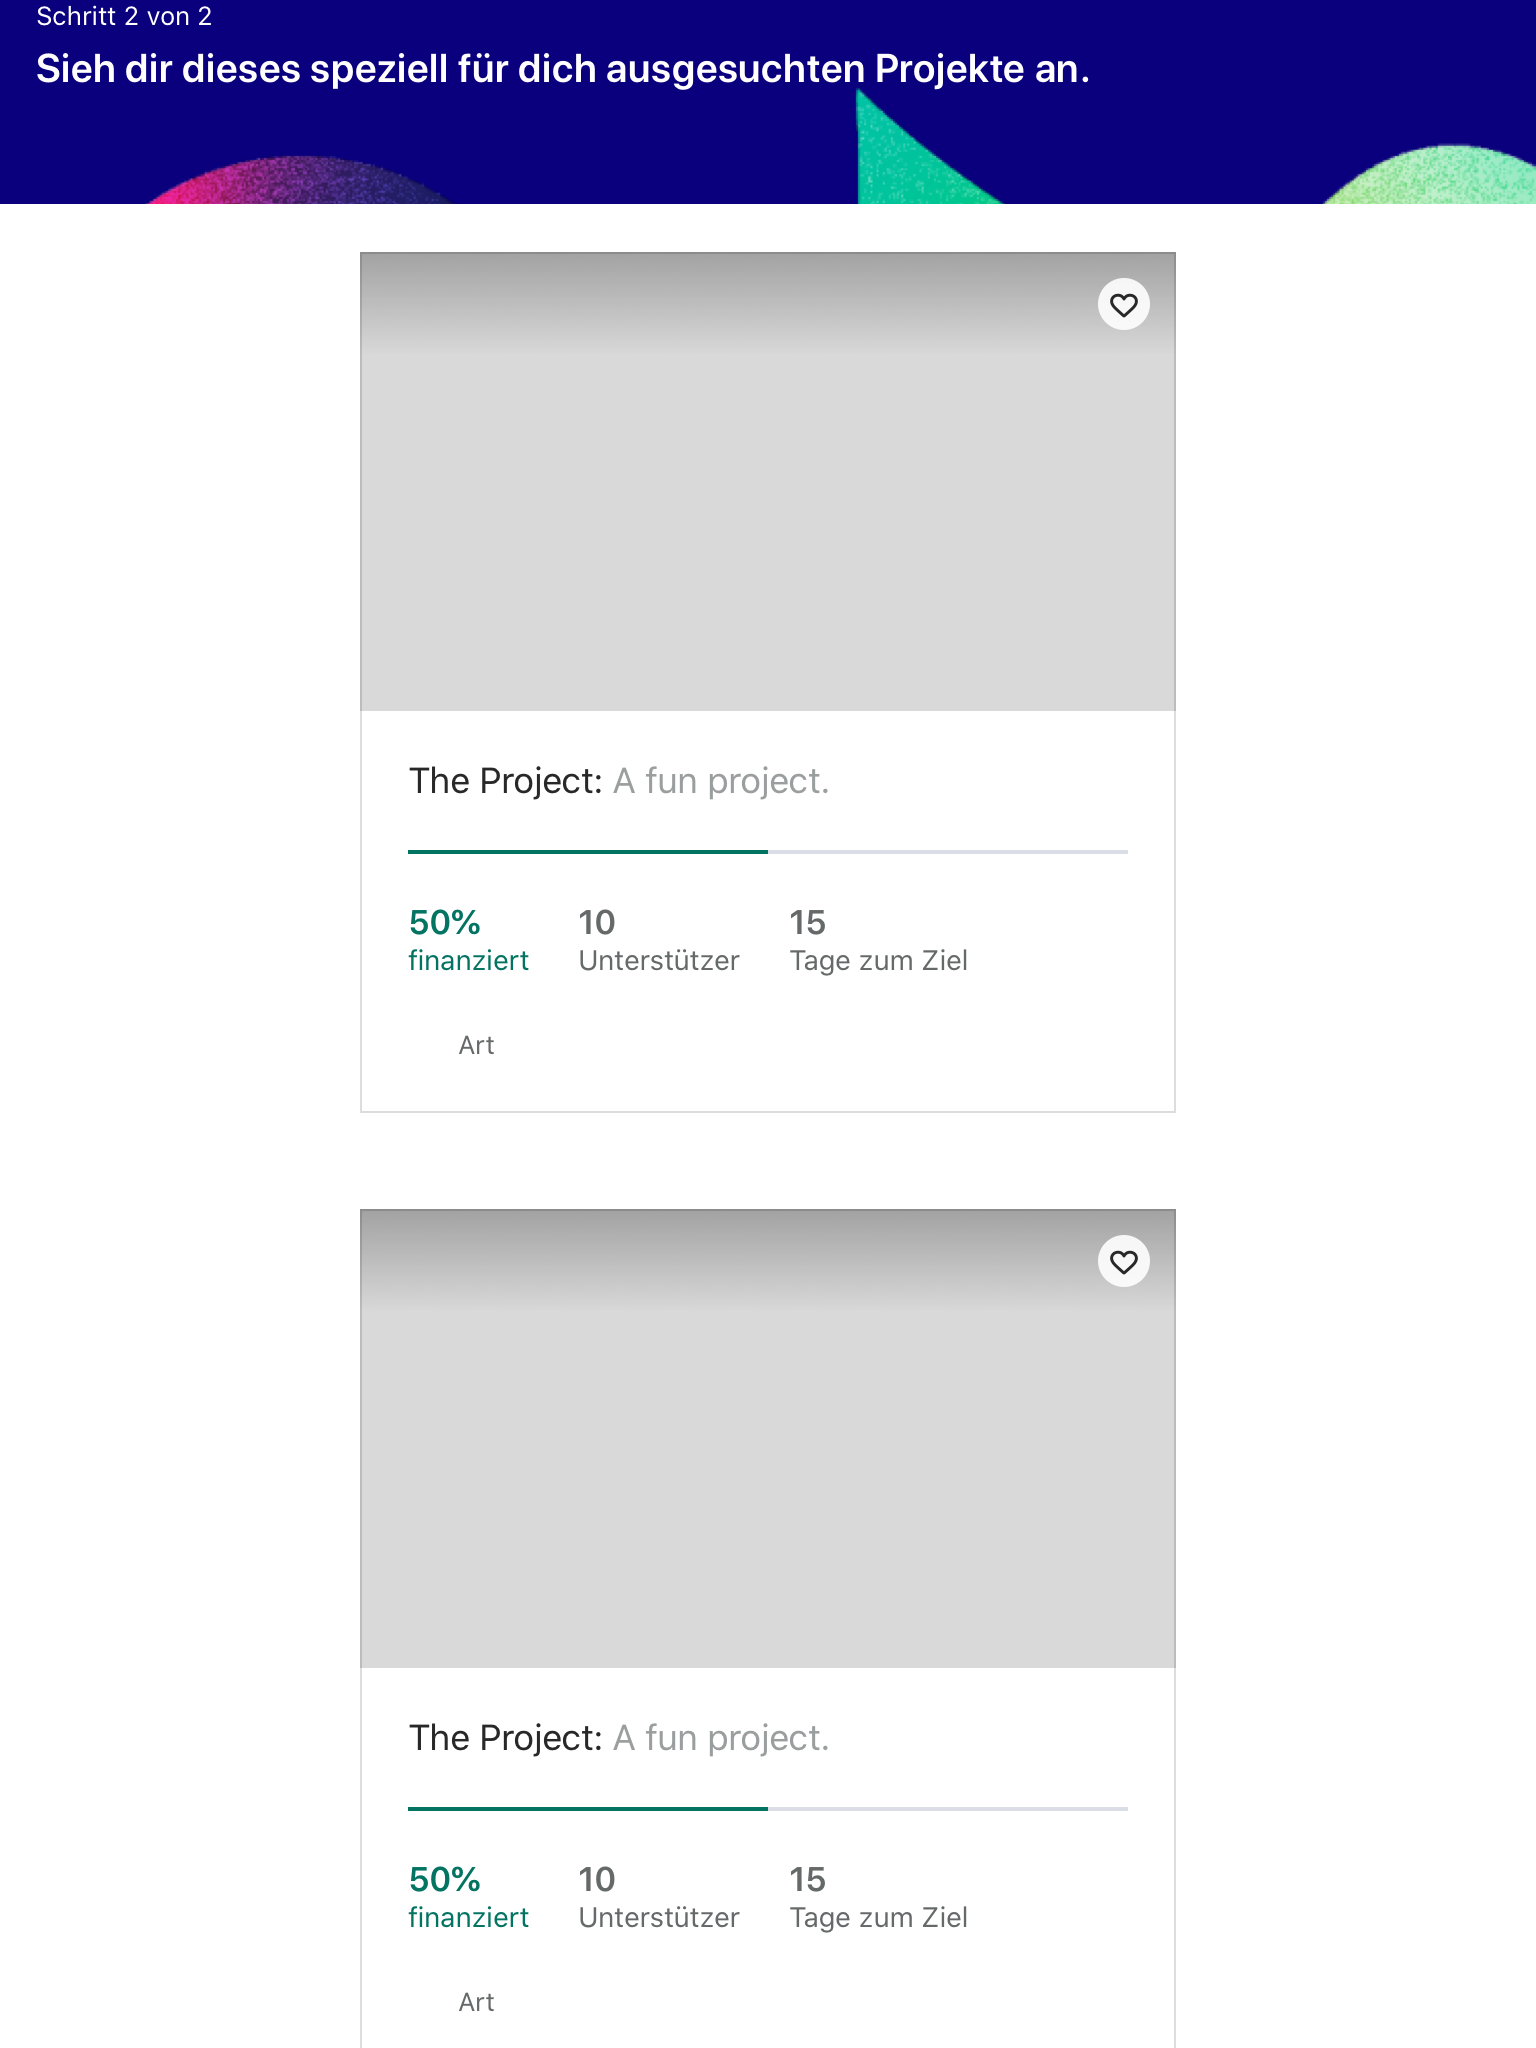 Schritt 2 von 2
Sieh dir dieses speziell für dich ausgesuchten Projekte an.
The Project: A fun project.
50% 10 15
finanziert Unterstützer Tage zum Ziel
Art
The Project: A fun project.
50% 10 15
finanziert Unterstützer Tage zum Ziel
Art